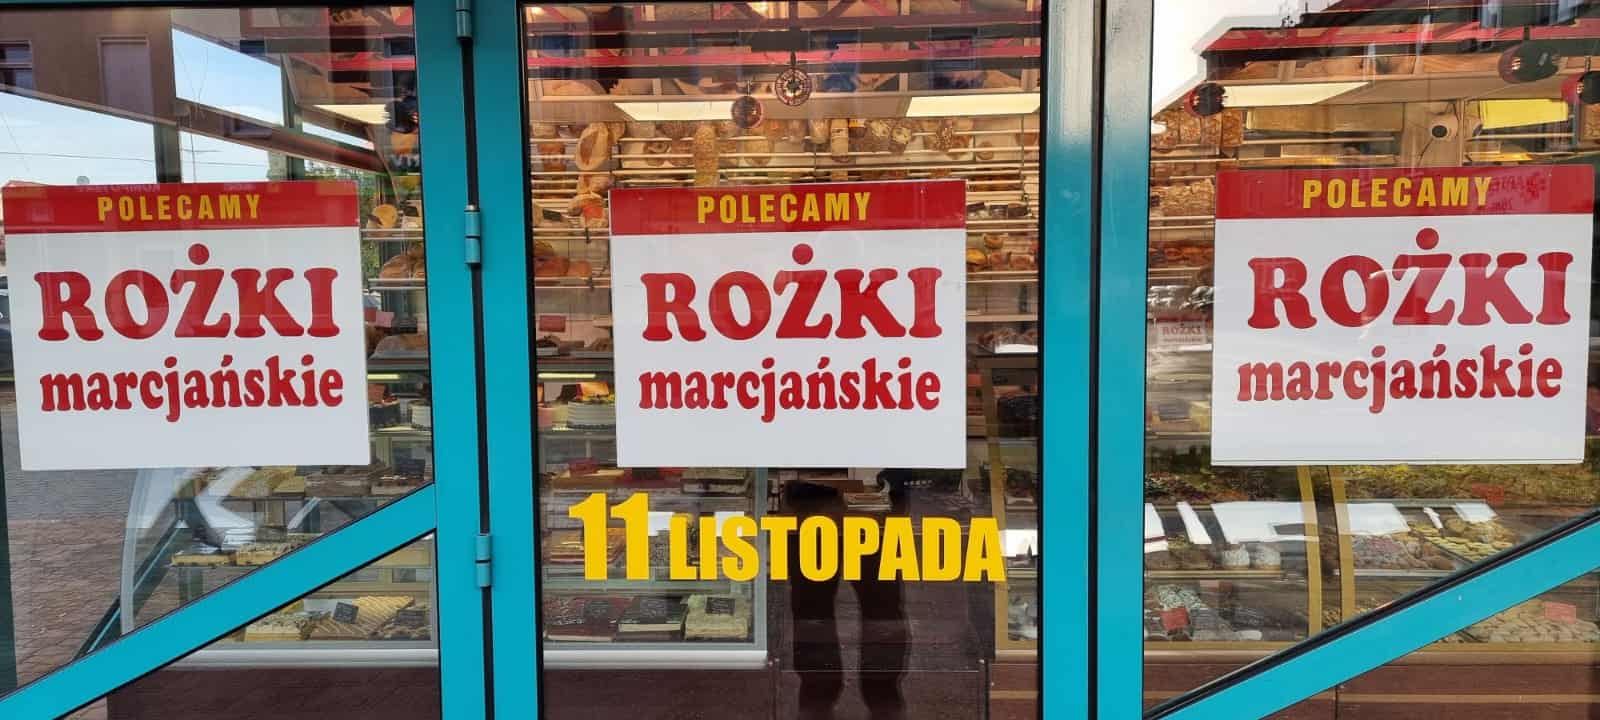 POLECAMY
ROŻKI
marcjańskie
POLECAMY
ROŻKI
marcjańskie
11 LISTOPADA
POLECAMY
ROŻKI
marcjańskie